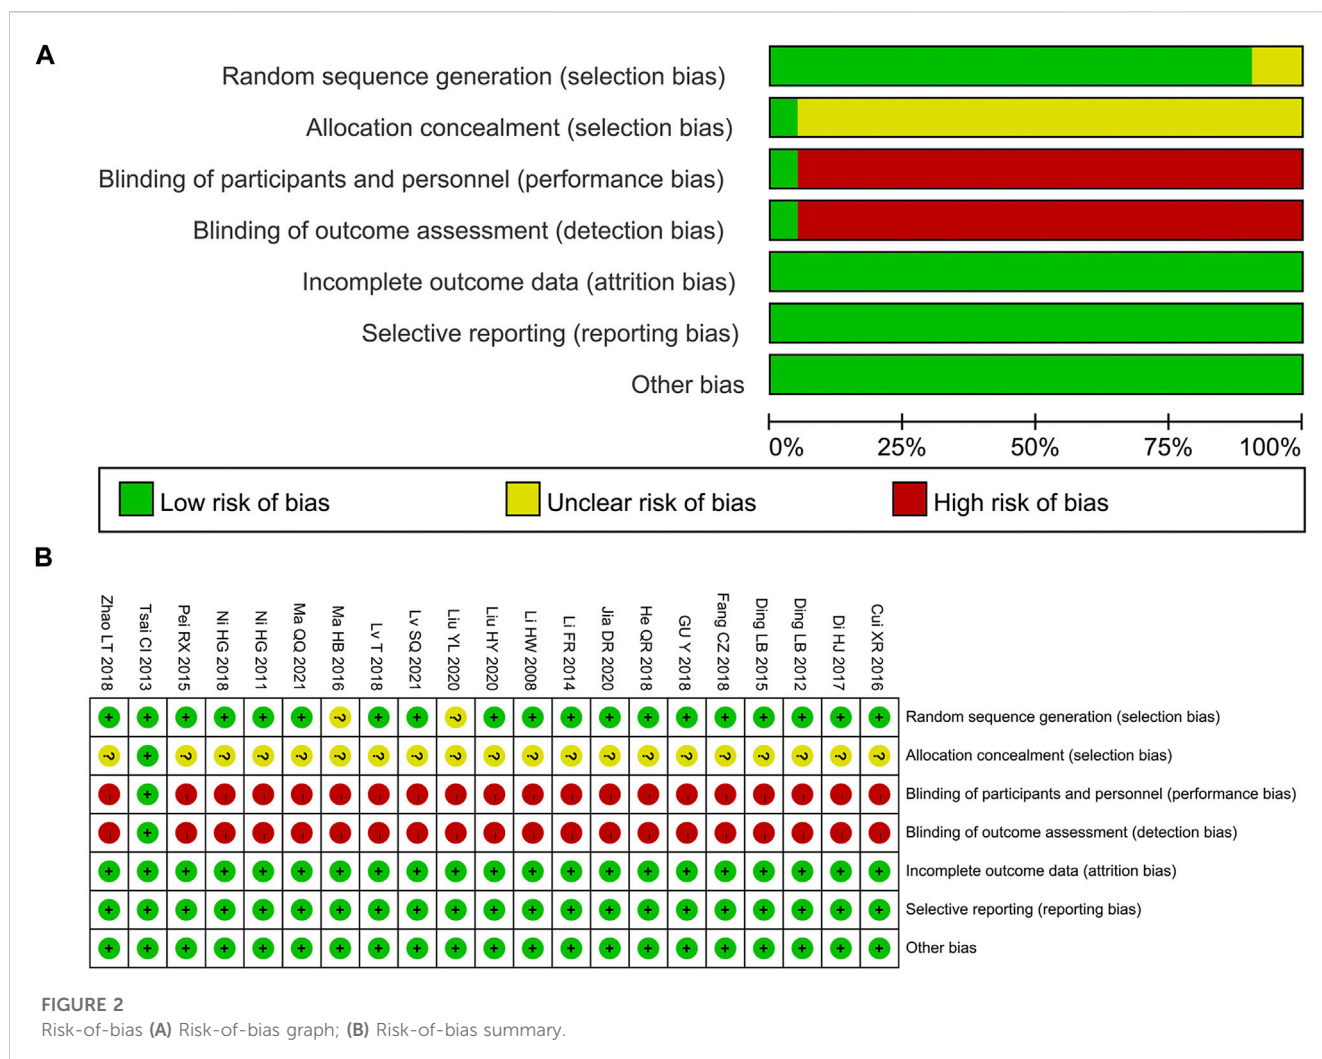 A
Random sequence generation (selection bias)
Allocation concealment (selection bias)
Blinding of participants and personnel (performance bias)
Blinding of outcome assessment (detection bias)
Incomplete outcome data (attrition bias)
Selective reporting (reporting bias)
Other bias
0% 25% 50% 75% 100%
Low risk of bias Unclear risk of bias High risk of bias
B
Zhao LT 2018 Tsai CI 2013 Pei RX 2015 Ni HG 2018 Ni HG 2011 Ma QQ 2021 Ma HB 2016 Lv T 2018 Lv SQ 2021 Liu YL 2020 Liu HY 2020 Li HW 2008 Li FR 2014 Jia DR 2020 He QR 2018 GU Y 2018 Fang CZ 2018 Ding LB 2015 Ding LB 2012 Di HJ 2017 Cui XR 2016
+ + + + + + ? + + ? + + + + + + + + + + + Random sequence generation (selection bias)
? + ? ? ? ? ? ? ? ? ? ? ? ? ? ? ? ? ? ? ? Allocation concealment (selection bias)
- + - - - - - - - - - - - - - - - - - - - Blinding of participants and personnel (performance bias)
- + - - - - - - - - - - - - - - - - - - - Blinding of outcome assessment (detection bias)
+ + + + + + + + + + + + + + + + + + + + + Incomplete outcome data (attrition bias)
+ + + + + + + + + + + + + + + + + + + + + Selective reporting (reporting bias)
+ + + + + + + + + + + + + + + + + + + + + Other bias
FIGURE 2
Risk-of-bias (A) Risk-of-bias graph; (B) Risk-of-bias summary.